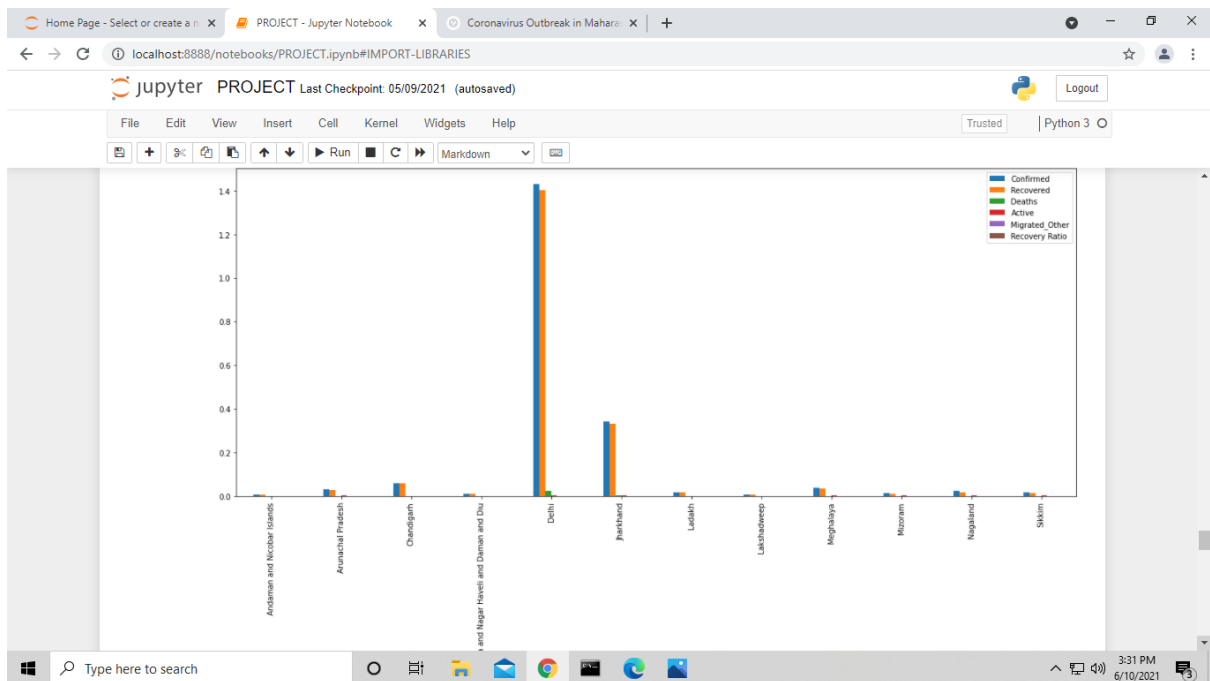 Home Page - Select or create a n
PROJECT - Jupyter Notebook
Coronavirus Outbreak in Mahara
localhost:8888/notebooks/PROJECT.ipynb#IMPORT-LIBRARIES
jupyter PROJECT Last Checkpoint: 05/09/2021 (autosaved)
Logout
File Edit View Insert Cell Kernel Widgets Help
Trusted
Python 3
Run
Markdown
Confirmed
Recovered
Deaths
Active
Migrated_Other
Recovery Ratio
1.4
1.2
1.0
0.8
0.6
0.4
0.2
0.0
Andaman and Nicobar Islands
Arunachal Pradesh
Chandigarh
and Nagar Haveli and Daman and Diu
Delhi
Jharkhand
Ladakh
Lakshadweep
Meghalaya
Mizoram
Nagaland
Sikkim
Type here to search
3:31 PM
6/10/2021
3